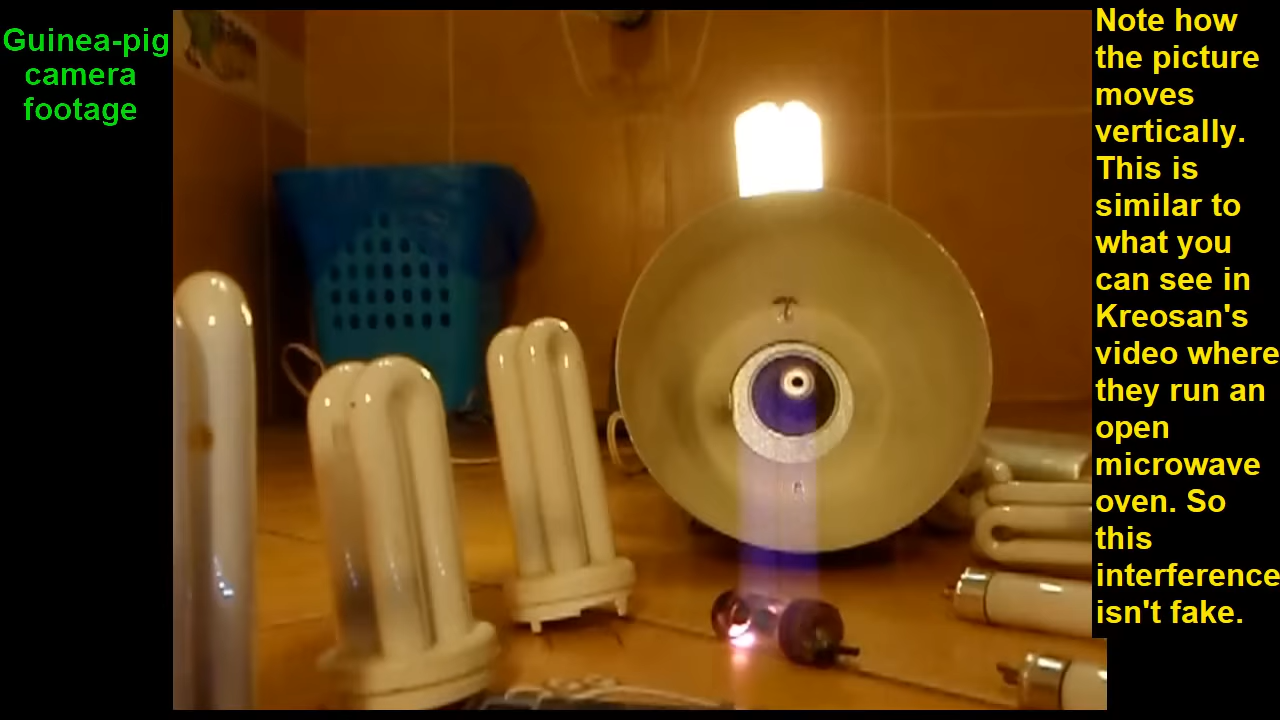 Guinea-pig
camera
footage
Note how
the picture
moves
vertically.
This is
similar to
what you
can see in
Kreosan's
video where
they run an
open
microwave
oven. So
this
interference
isn't fake.